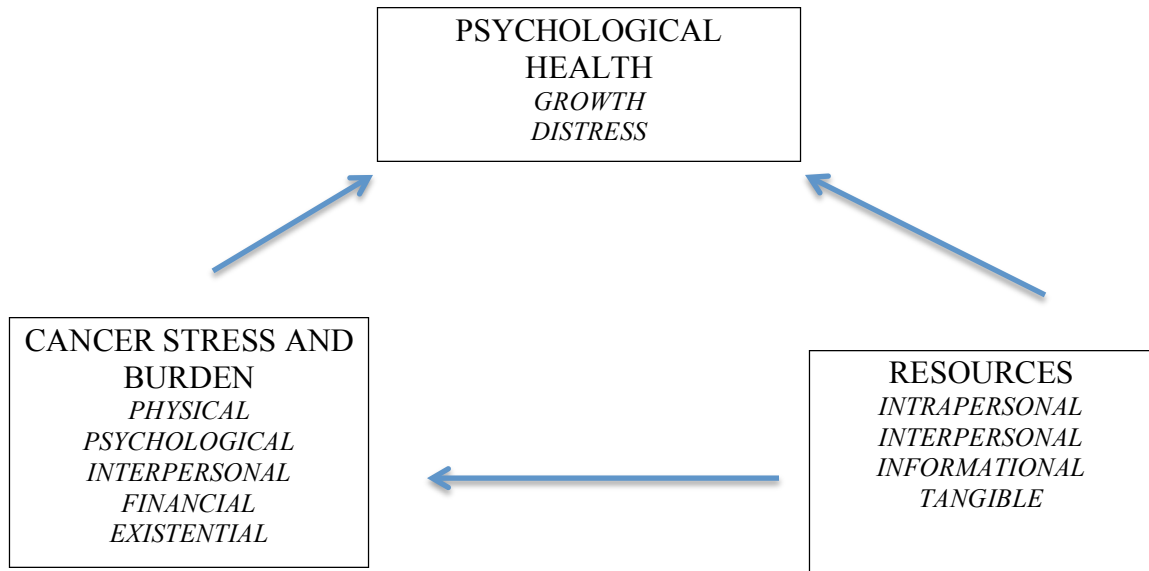 PSYCHOLOGICAL
HEALTH
GROWTH
DISTRESS
CANCER STRESS AND
BURDEN
PHYSICAL
PSYCHOLOGICAL
INTERPERSONAL
FINANCIAL
EXISTENTIAL
RESOURCES
INTRAPERSONAL
INTERPERSONAL
INFORMATIONAL
TANGIBLE